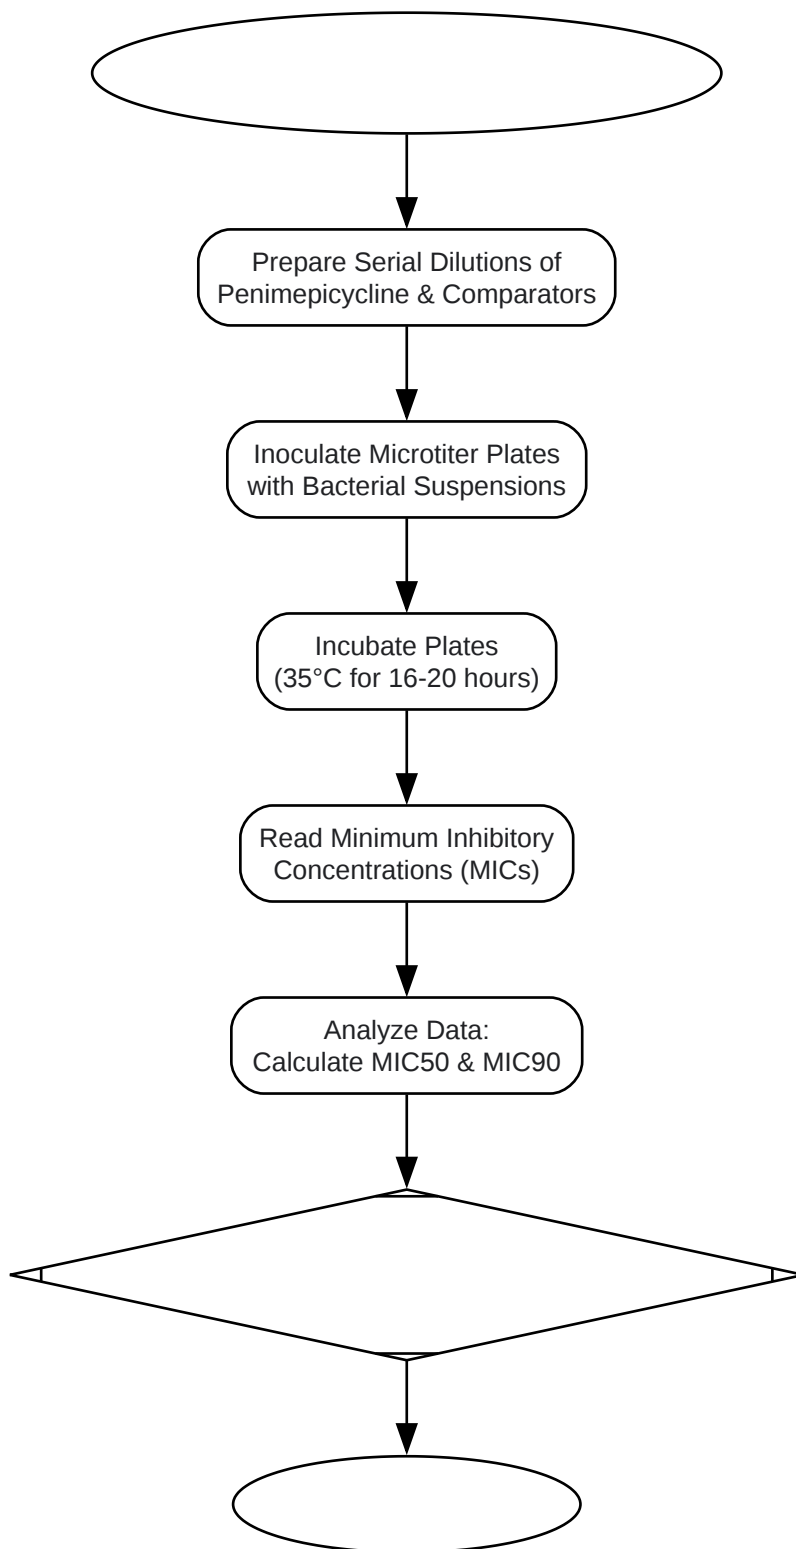 Prepare Serial Dilutions of
Penimepicycline & Comparators
Inoculate Microtiter Plates
with Bacterial Suspensions
Incubate Plates
(35°C for 16-20 hours)
Read Minimum Inhibitory
Concentrations (MICs)
Analyze Data:
Calculate MIC50 & MIC90